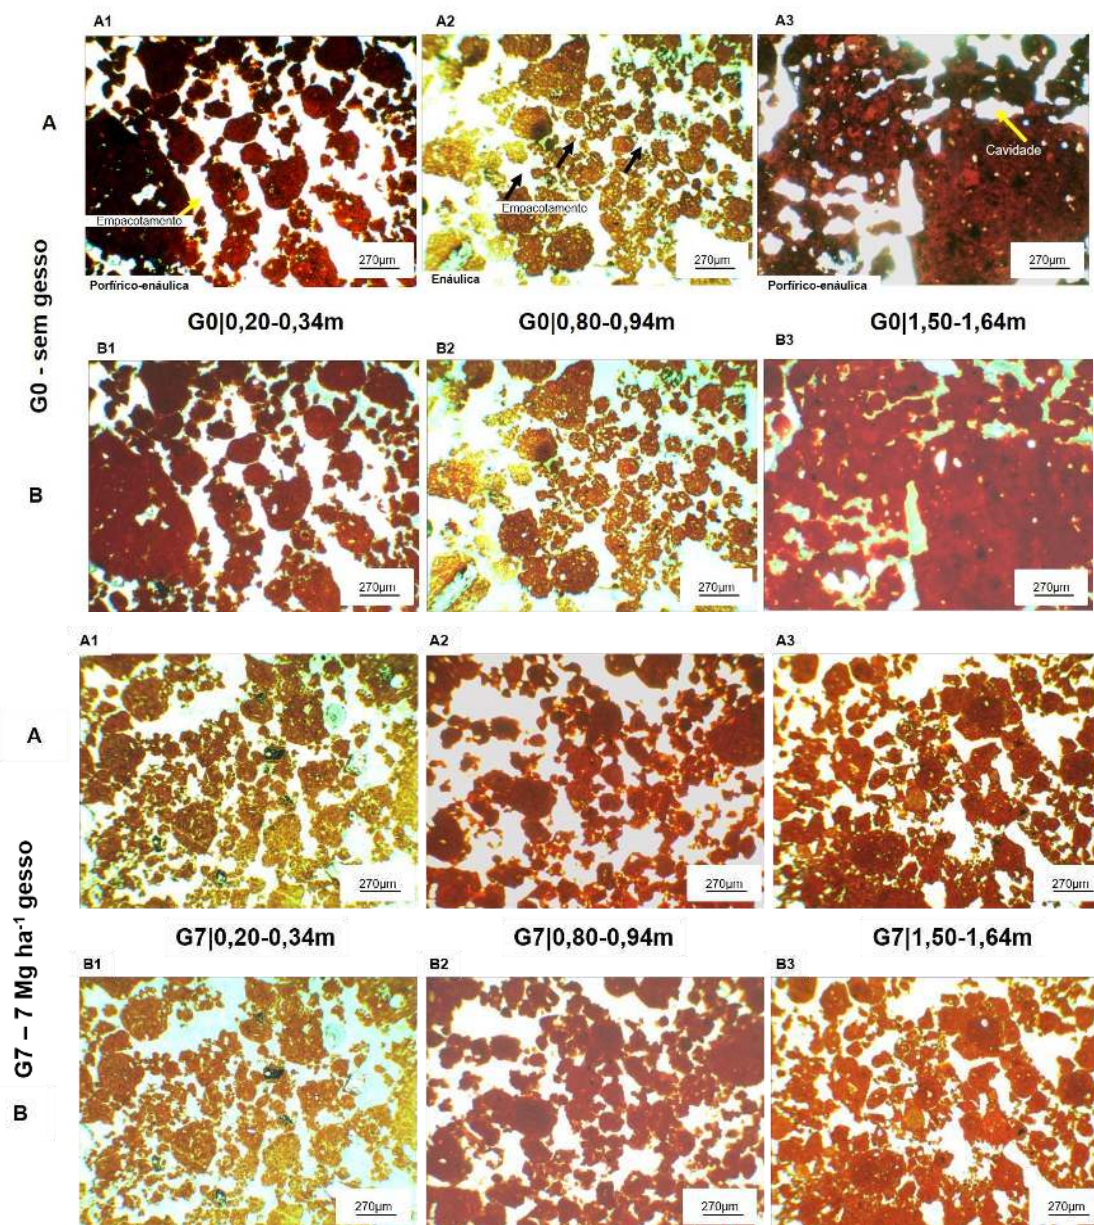 A1
A2
A3
A
Empacotamento
Empacotamento
Cavidade
270µm
270µm
270µm
Porfírico-enáulica
Enáulica
Porfírico-enáulica
G0 - sem gesso
G0|0,20-0,34m
G0|0,80-0,94m
G0|1,50-1,64m
B1
B2
B3
B
270µm
270µm
270µm
A1
A2
A3
A
270µm
270µm
270µm
G7 – 7 Mg ha⁻¹ gesso
G7|0,20-0,34m
G7|0,80-0,94m
G7|1,50-1,64m
B1
B2
B3
B
270µm
270µm
270µm